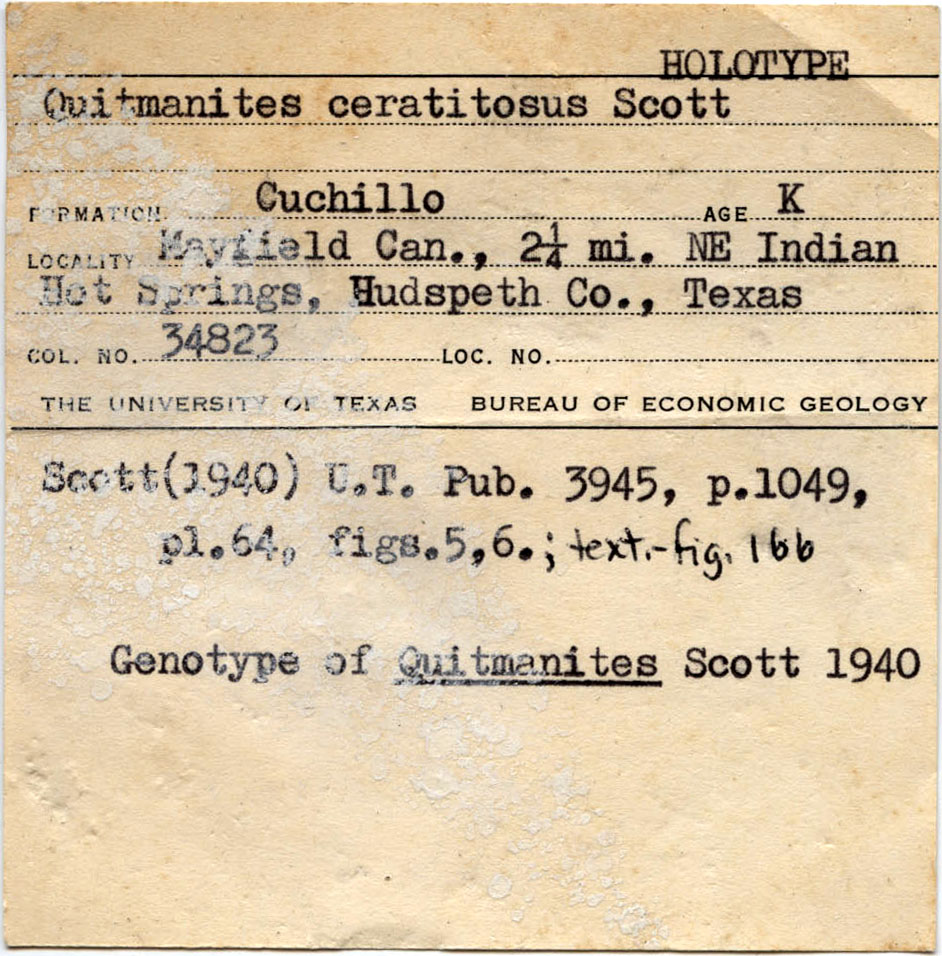 HOLOTYPE
Quitmanites ceratitosus Scott
FORMATION Cuchillo AGE K
LOCALITY Mayfield Can., 2¼ mi. NE Indian
Hot Springs, Hudspeth Co., Texas
COL. NO. 34823 LOC. NO.
THE UNIVERSITY OF TEXAS BUREAU OF ECONOMIC GEOLOGY
Scott(1940) U.T. Pub. 3945, p.1049,
pl.64, figs.5,6.; text.-fig. 166
Genotype of Quitmanites Scott 1940